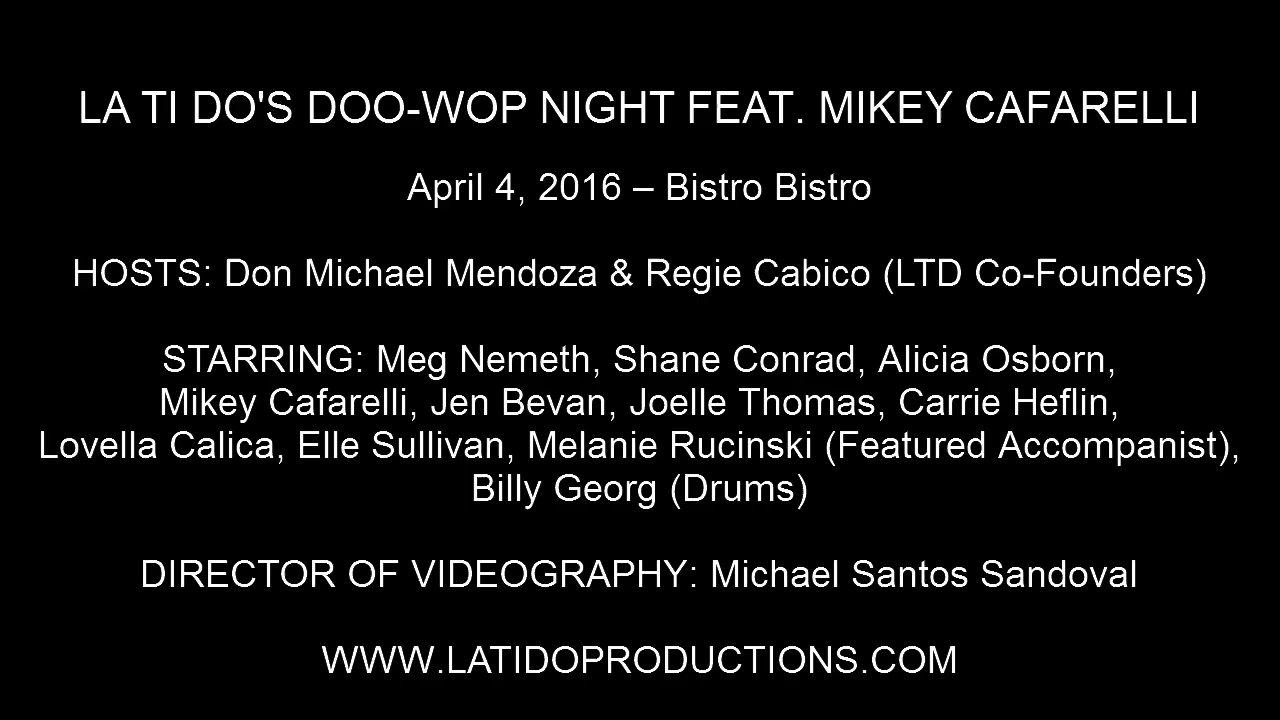 LA TI DO'S DOO-WOP NIGHT FEAT. MIKEY CAFARELLI
April 4, 2016 – Bistro Bistro
HOSTS: Don Michael Mendoza & Regie Cabico (LTD Co-Founders)
STARRING: Meg Nemeth, Shane Conrad, Alicia Osborn,
Mikey Cafarelli, Jen Bevan, Joelle Thomas, Carrie Heflin,
Lovella Calica, Elle Sullivan, Melanie Rucinski (Featured Accompanist),
Billy Georg (Drums)
DIRECTOR OF VIDEOGRAPHY: Michael Santos Sandoval
WWW.LATIDOPRODUCTIONS.COM